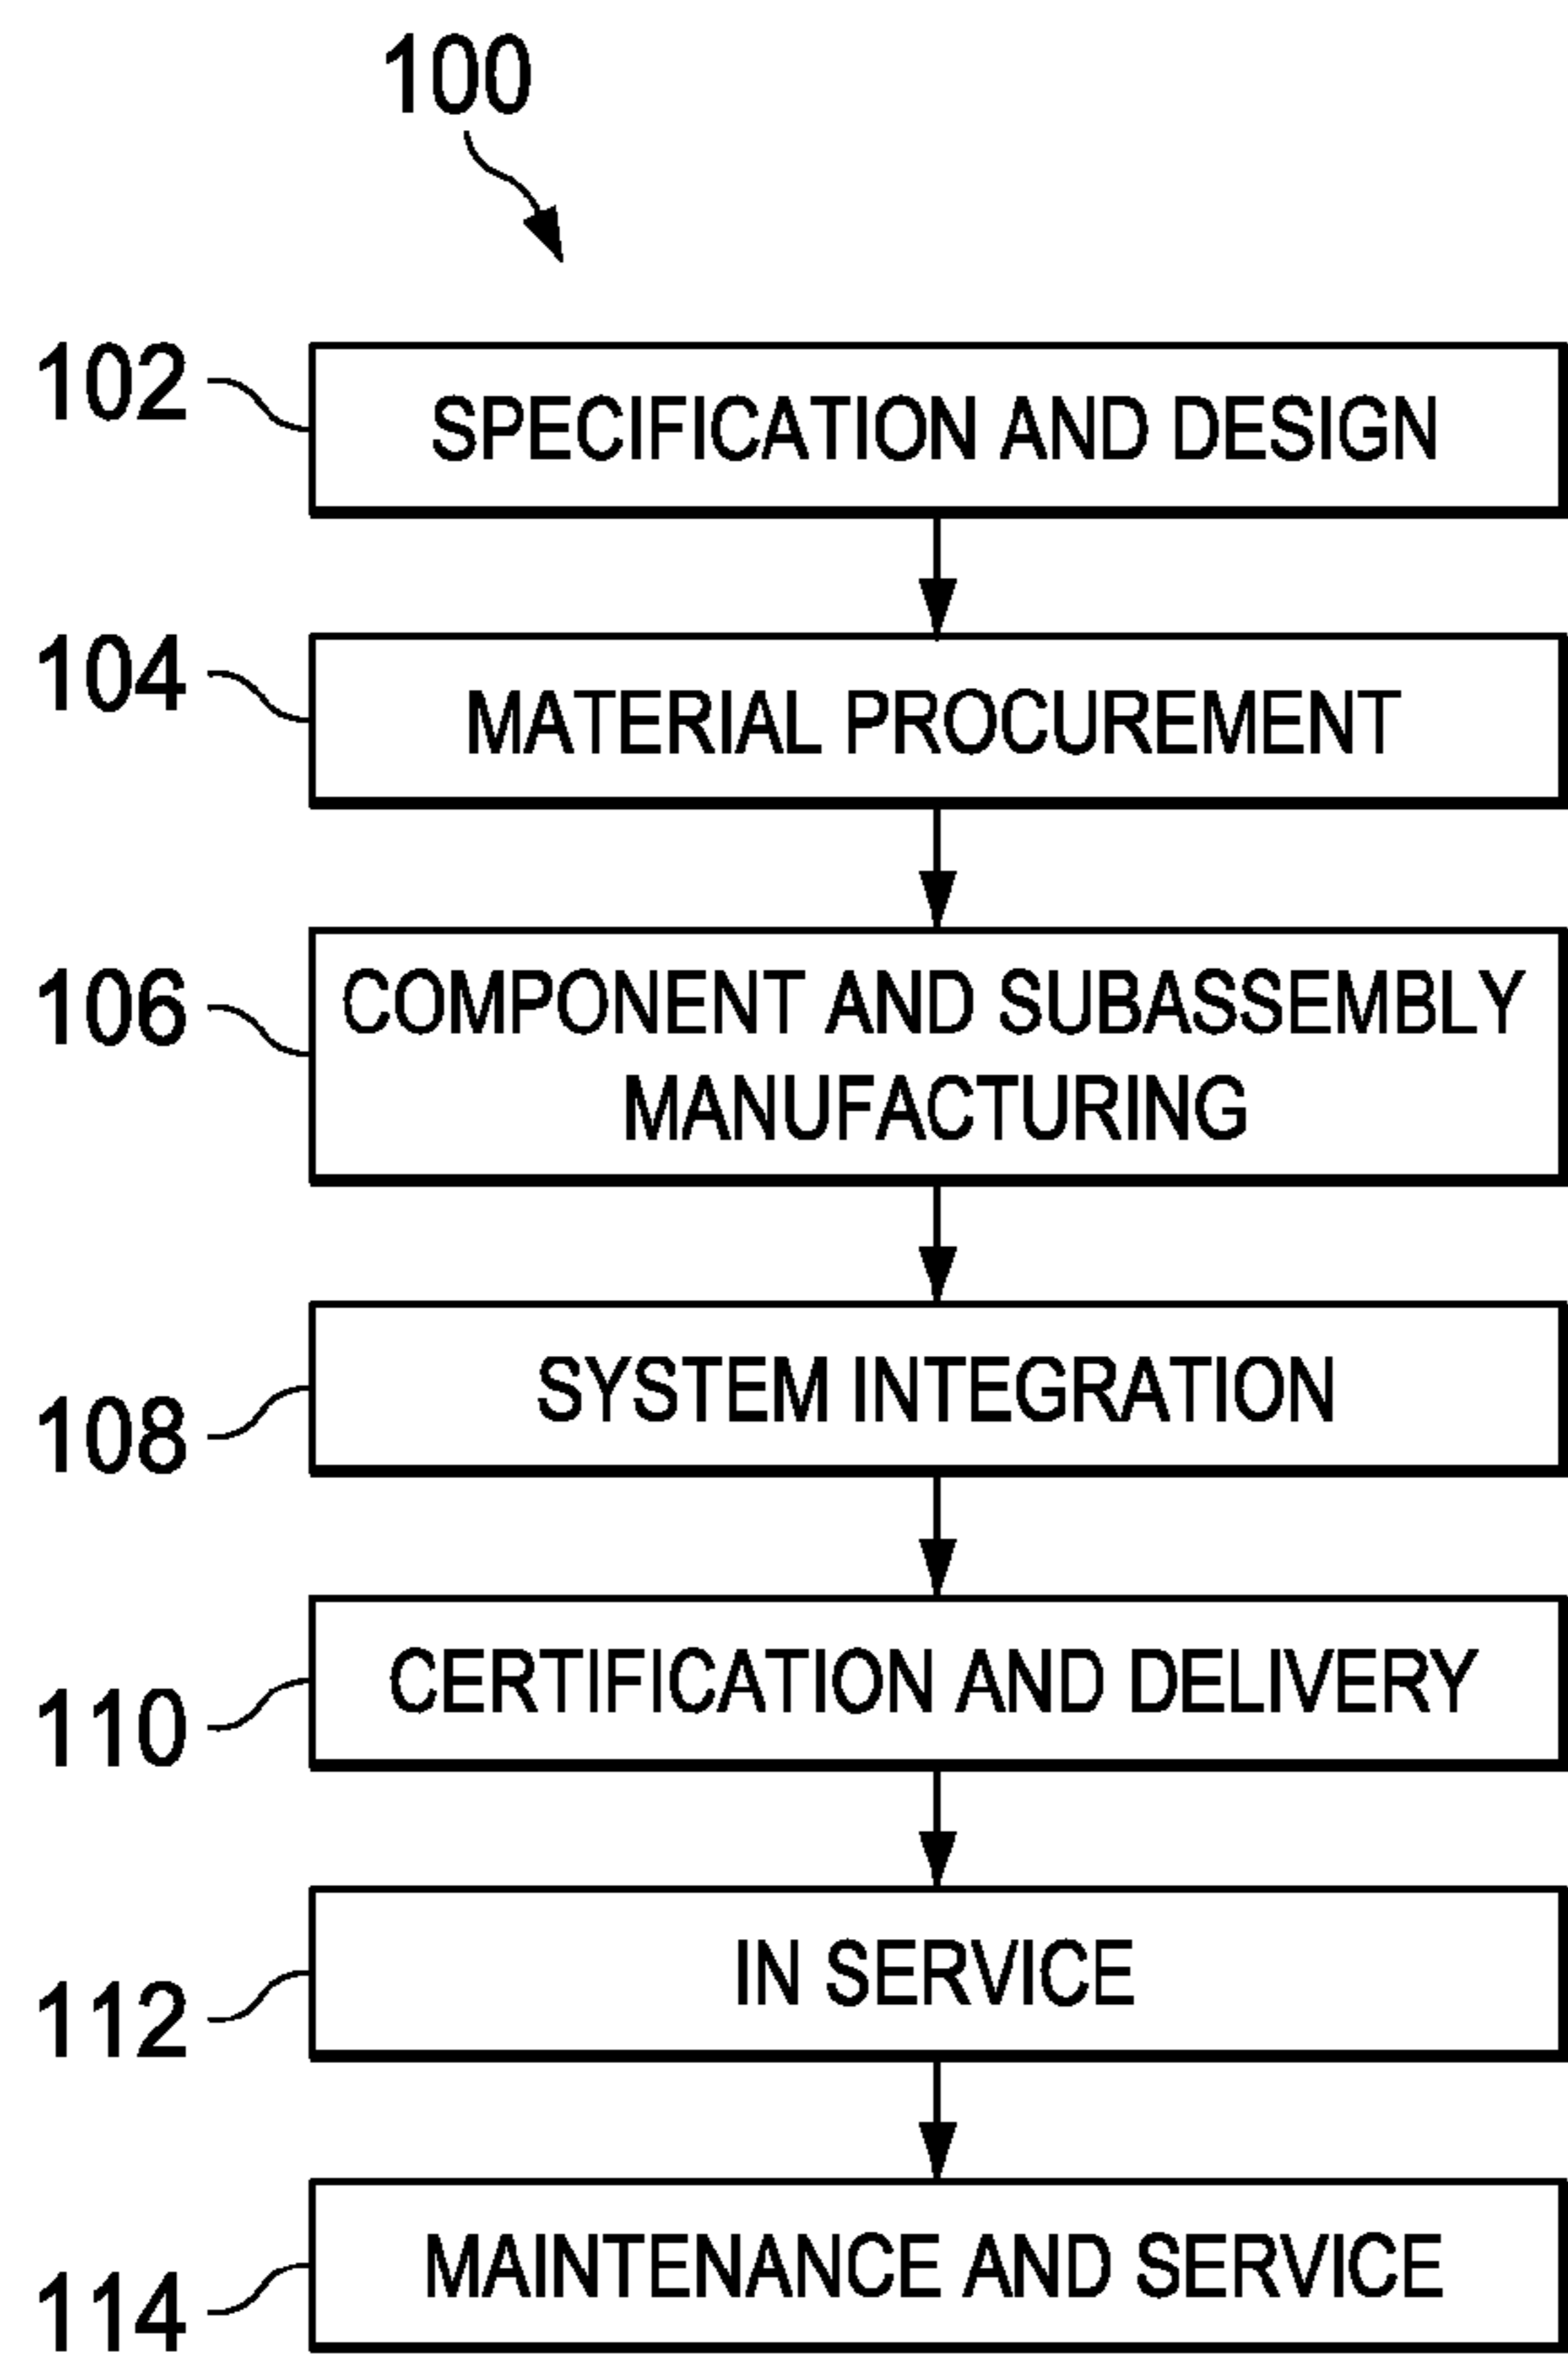 100
102
SPECIFICATION AND DESIGN
104
MATERIAL PROCUREMENT
106
COMPONENT AND SUBASSEMBLY
MANUFACTURING
108
SYSTEM INTEGRATION
110
CERTIFICATION AND DELIVERY
112
IN SERVICE
114
MAINTENANCE AND SERVICE